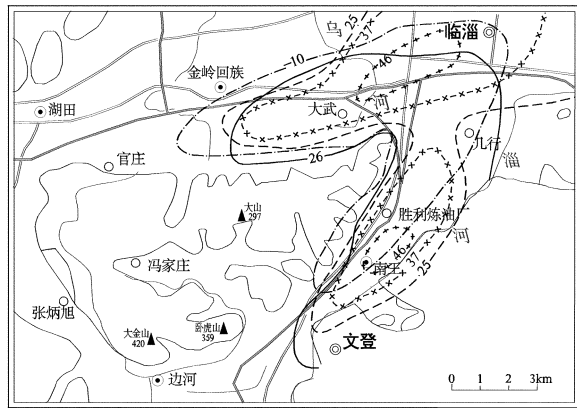 乌
25
37
临淄
46
10
金岭回族
河
大武
湖田
九行
官庄
26
淄
大山
297
胜利炼油厂
河
冯家庄
46
南王
37
25
张炳旭
大金山
420
卧虎山
359
文登
边河
0 1 2 3km